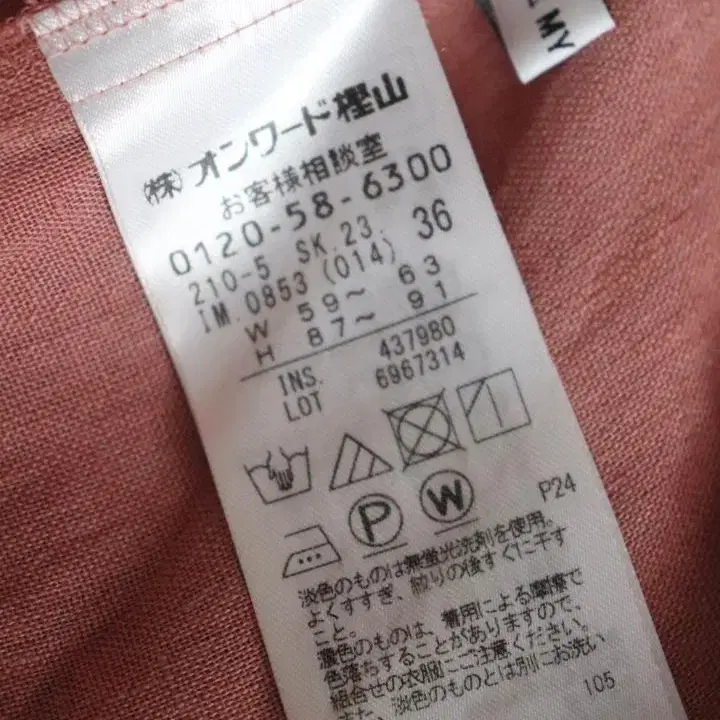 MY
(株)オンワード樫山
お客様相談室
0120-58-6300
210-5 SK.23. 36
IM.0853 (014)
W 59~ 63
H 87~ 91
INS. 437980
LOT 6967314
P W
P24
淡色のものは無蛍光洗剤を使用。
よくすすぎ、絞りの後すぐに干す
こと。
濃色のものは、着用による摩擦で
色落ちすることがありますので、
組合せの衣服にご注意ください。
また、淡色のものとは別にお洗い
105